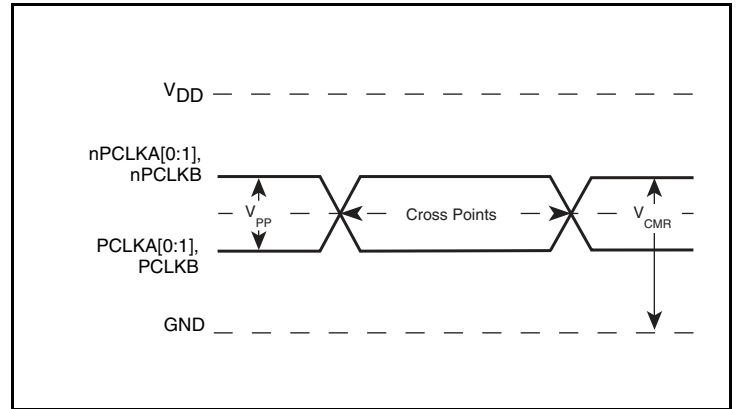 VDD
nPCLKA[0:1],
nPCLKB
VPP
Cross Points
VCMR
PCLKA[0:1],
PCLKB
GND